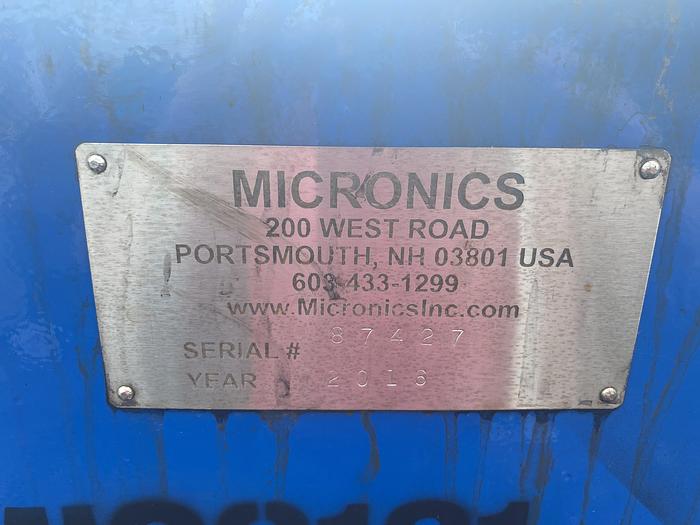 MICRONICS
200 WEST ROAD
PORTSMOUTH, NH 03801 USA
603-433-1299
www.MicronicsInc.com
SERIAL # 87427
YEAR 2016